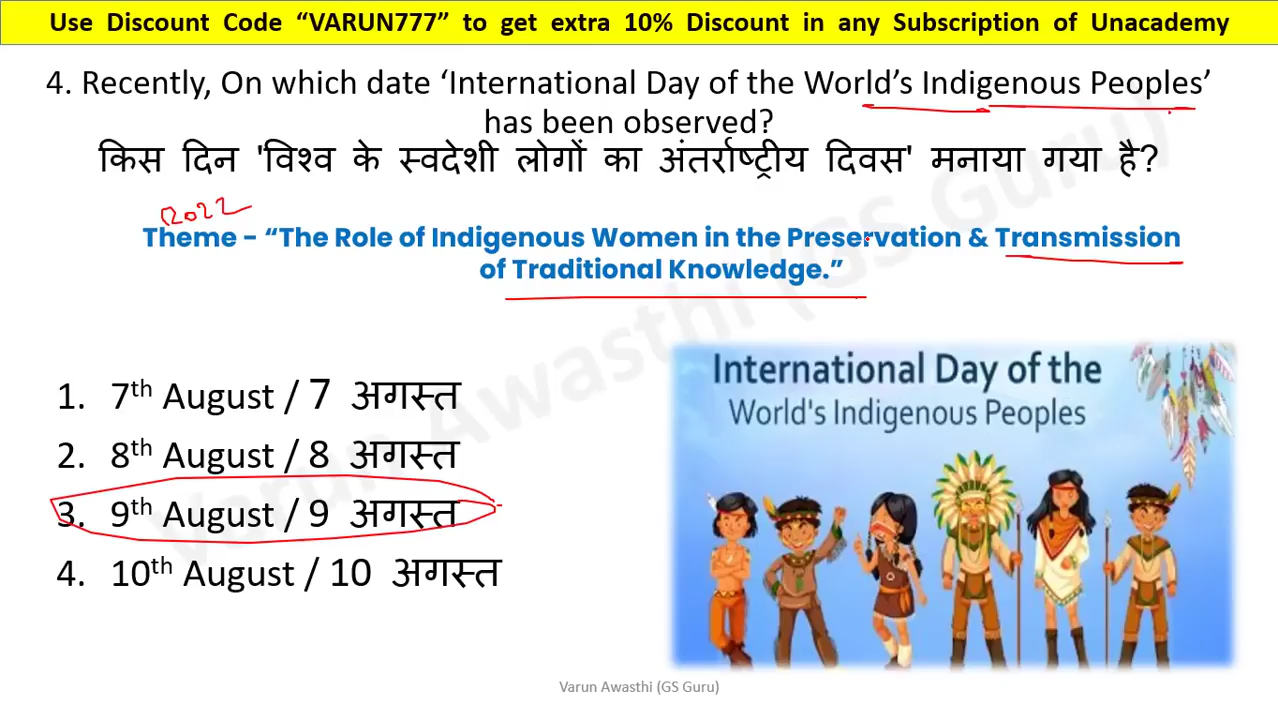 Use Discount Code “VARUN777” to get extra 10% Discount in any Subscription of Unacademy
4. Recently, On which date ‘International Day of the World’s Indigenous Peoples’
has been observed?
किस दिन 'विश्व के स्वदेशी लोगों का अंतर्राष्ट्रीय दिवस' मनाया गया है?
2022
Theme - “The Role of Indigenous Women in the Preservation & Transmission
of Traditional Knowledge.”
1. 7th August / 7 अगस्त
2. 8th August / 8 अगस्त
3. 9th August / 9 अगस्त
4. 10th August / 10 अगस्त
International Day of the
World's Indigenous Peoples
Varun Awasthi (GS Guru)
Varun Awasthi (GS Guru)